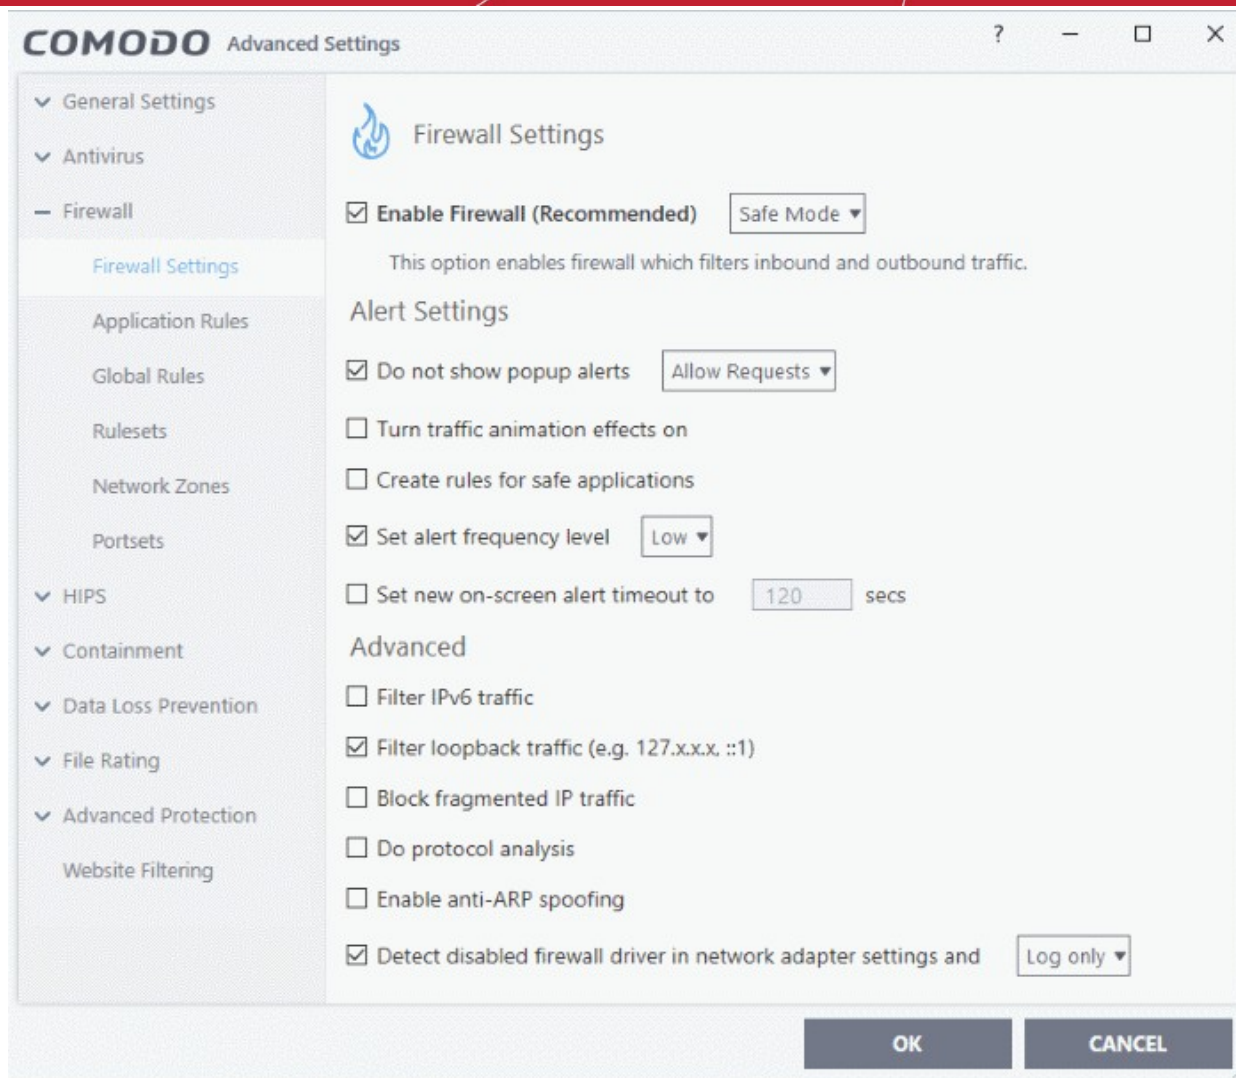 COMODO Advanced Settings ?
General Settings
Antivirus
Firewall
Firewall Settings
Application Rules
Global Rules
Rulesets
Network Zones
Portsets
HIPS
Containment
Data Loss Prevention
File Rating
Advanced Protection
Website Filtering
Firewall Settings
Enable Firewall (Recommended) Safe Mode
This option enables firewall which filters inbound and outbound traffic.
Alert Settings
Do not show popup alerts Allow Requests
Turn traffic animation effects on
Create rules for safe applications
Set alert frequency level Low
Set new on-screen alert timeout to 120 secs
Advanced
Filter IPv6 traffic
Filter loopback traffic (e.g. 127.x.x.x, ::1)
Block fragmented IP traffic
Do protocol analysis
Enable anti-ARP spoofing
Detect disabled firewall driver in network adapter settings and Log only
OK CANCEL